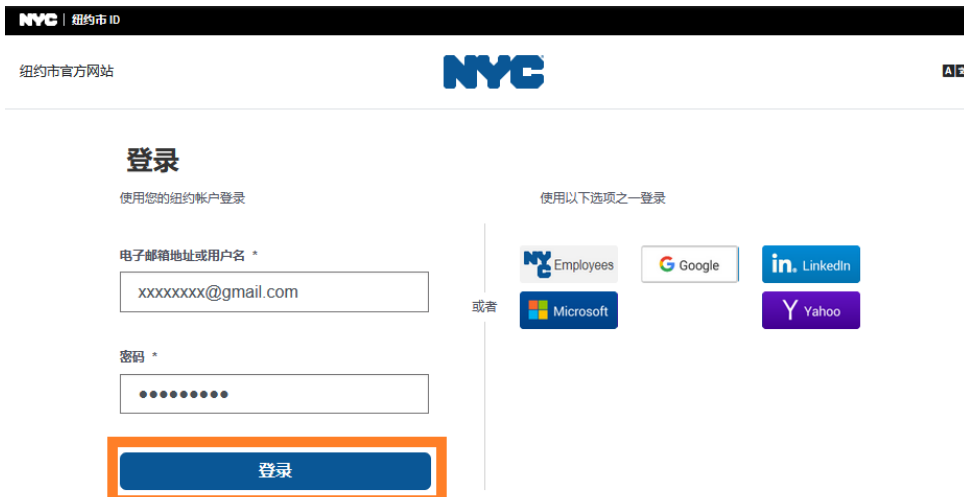 NYC | 纽约市 ID
纽约市官方网站
NYC
A
登录
使用您的纽约帐户登录
使用以下选项之一登录
电子邮箱地址或用户名 *
xxxxxxxx@gmail.com
或者
NYC Employees
Google
in. LinkedIn
Microsoft
Y Yahoo
密码 *
•••••••••
登录